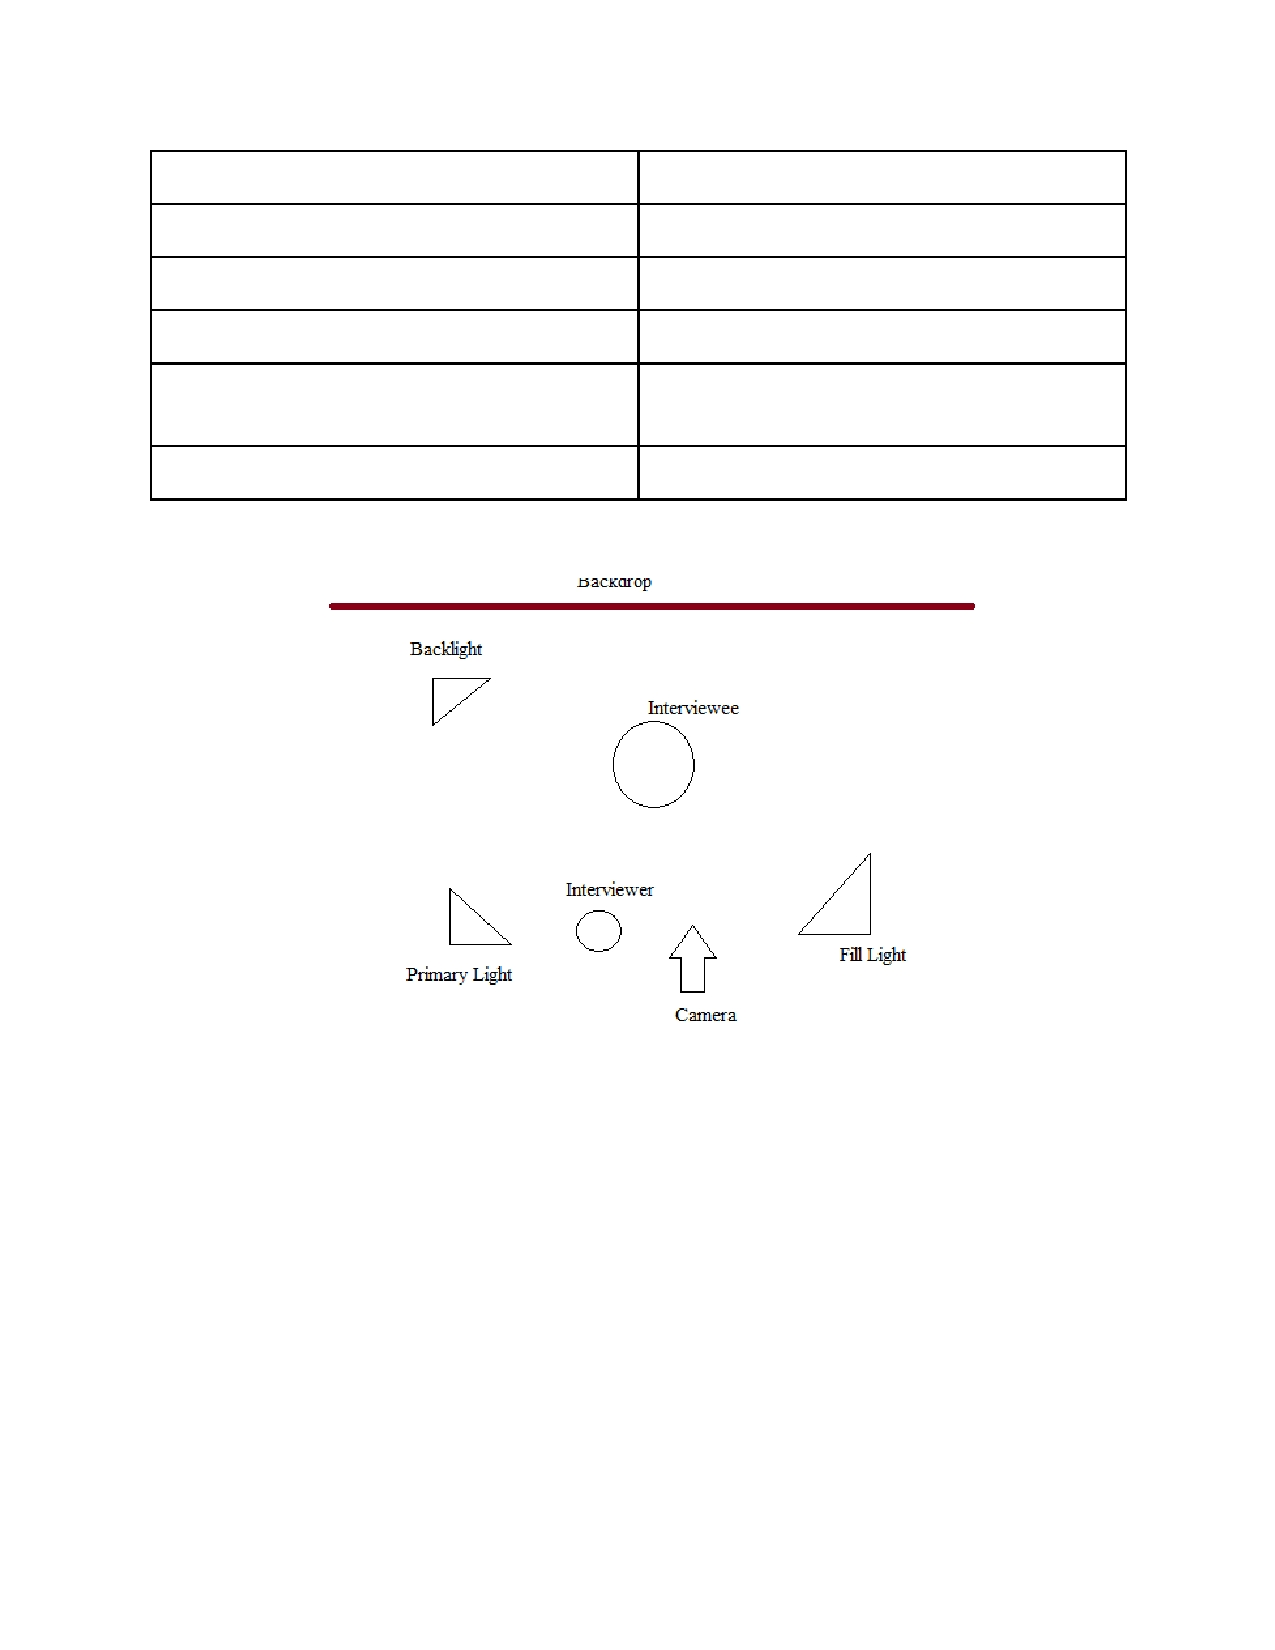 Backdrop
Backlight
Interviewee
Interviewer
Fill Light
Primary Light
Camera